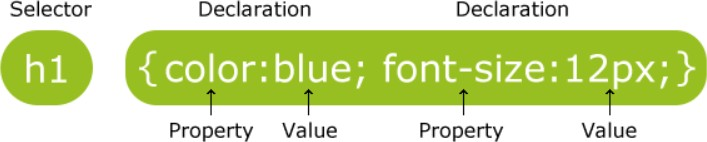 Selector Declaration Declaration
h1 {color:blue; font-size:12px;}
Property Value Property Value